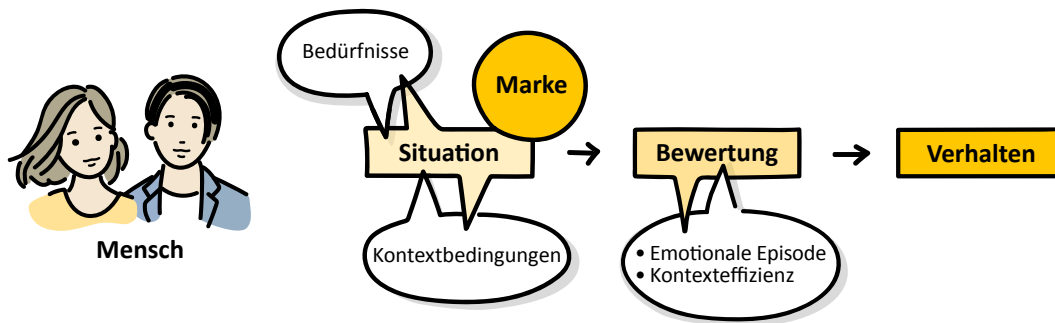 Bedürfnisse
Marke
Situation
Bewertung
Verhalten
Mensch
Kontextbedingungen
• Emotionale Episode
• Kontexteffizienz